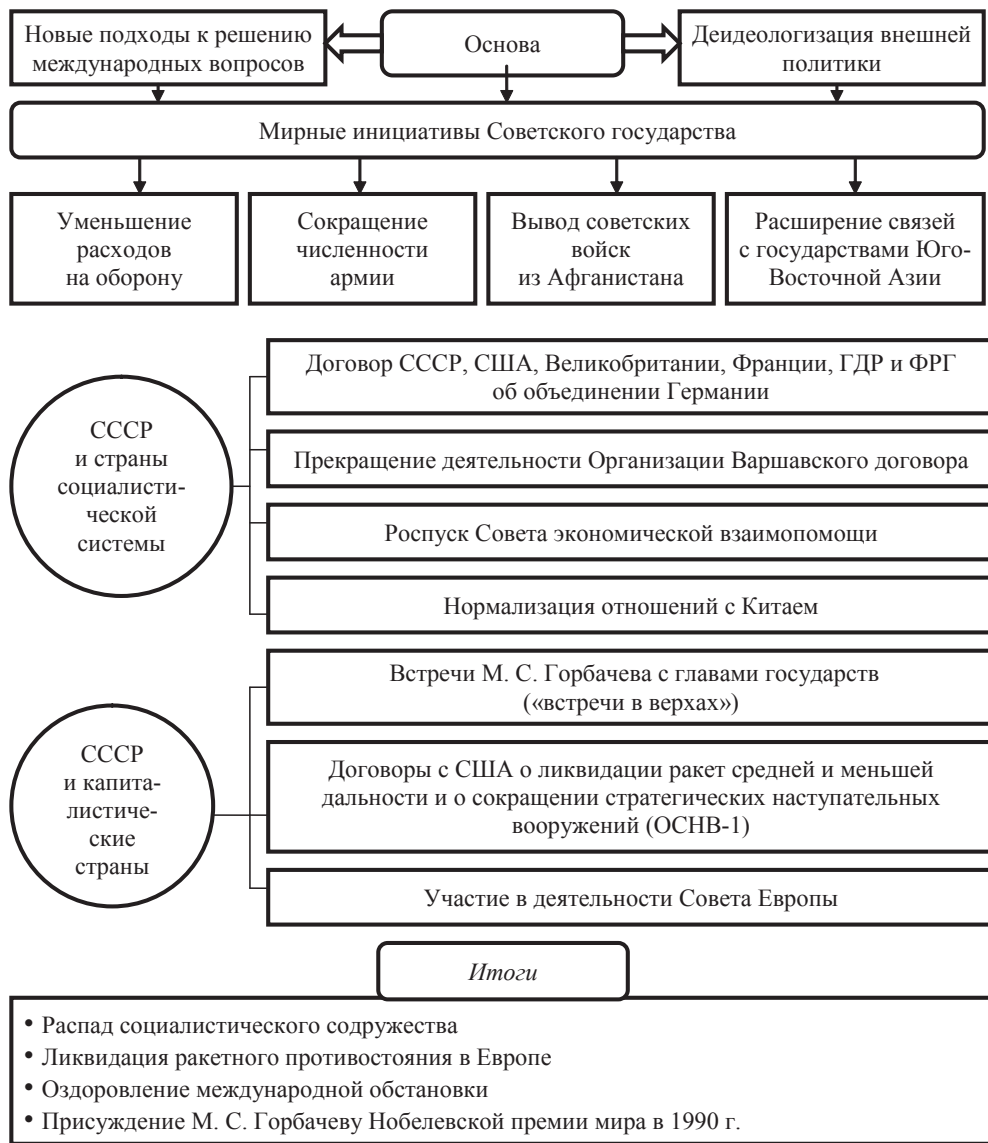 Новые подходы к решению
международных вопросов
Основа
Деидеологизация внешней
политики
Мирные инициативы Советского государства
Уменьшение
расходов
на оборону
Сокращение
численности
армии
Вывод советских
войск
из Афганистана
Расширение связей
с государствами Юго-
Восточной Азии
СССР
и страны
социалисти-
ческой
системы
Договор СССР, США, Великобритании, Франции, ГДР и ФРГ
об объединении Германии
Прекращение деятельности Организации Варшавского договора
Роспуск Совета экономической взаимопомощи
Нормализация отношений с Китаем
СССР
и капита-
листиче-
ские
страны
Встречи М. С. Горбачева с главами государств
(«встречи в верхах»)
Договоры с США о ликвидации ракет средней и меньшей
дальности и о сокращении стратегических наступательных
вооружений (ОСНВ-1)
Участие в деятельности Совета Европы
Итоги
• Распад социалистического содружества
• Ликвидация ракетного противостояния в Европе
• Оздоровление международной обстановки
• Присуждение М. С. Горбачеву Нобелевской премии мира в 1990 г.